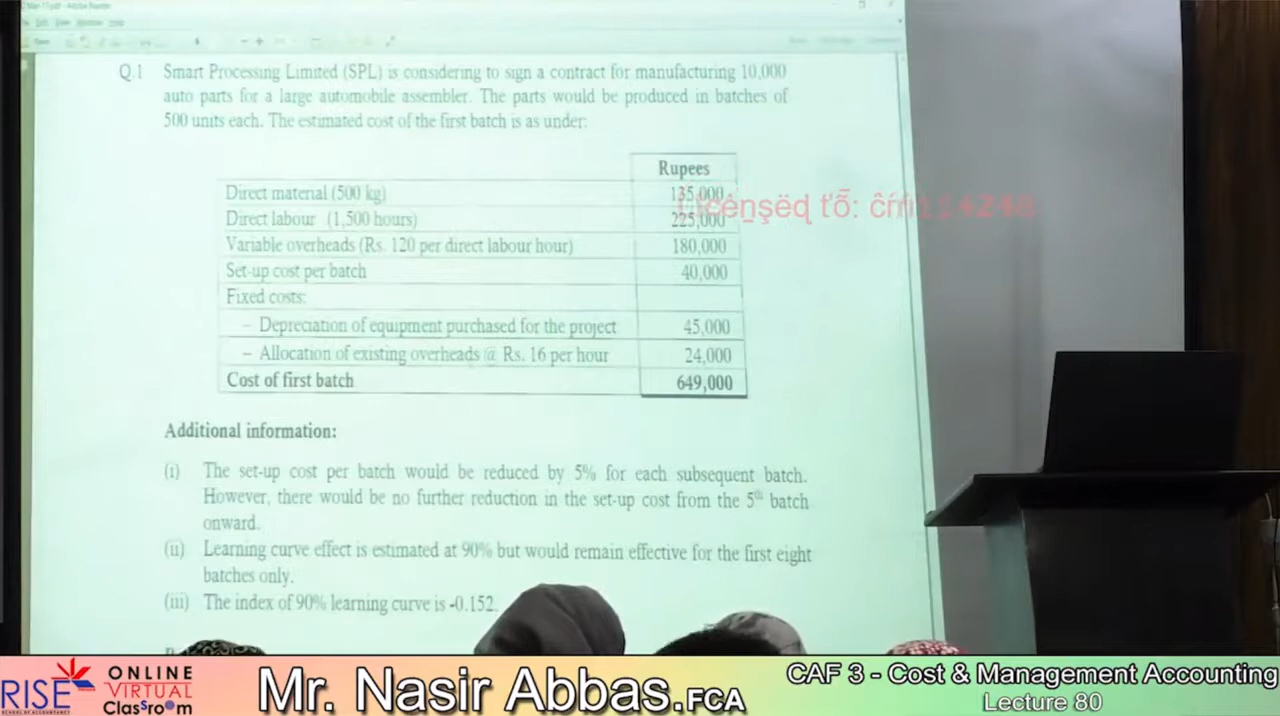 Q.1 Smart Processing Limited (SPL) is considering to sign a contract for manufacturing 10,000
auto parts for a large automobile assembler. The parts would be produced in batches of
500 units each. The estimated cost of the first batch is as under:
Rupees
Direct material (500 kg) 135,000
Direct labour (1,500 hours) 225,000
Variable overheads (Rs. 120 per direct labour hour) 180,000
Set-up cost per batch 40,000
Fixed costs:
– Depreciation of equipment purchased for the project 45,000
– Allocation of existing overheads @ Rs. 16 per hour 24,000
Cost of first batch 649,000
Additional information:
(i) The set-up cost per batch would be reduced by 5% for each subsequent batch.
However, there would be no further reduction in the set-up cost from the 5th batch
onward.
(ii) Learning curve effect is estimated at 90% but would remain effective for the first eight
batches only.
(iii) The index of 90% learning curve is -0.152.
RISE
ONLINE
VIRTUAL
Classroom
Mr. Nasir Abbas.FCA
CAF 3 - Cost & Management Accounting
Lecture 80